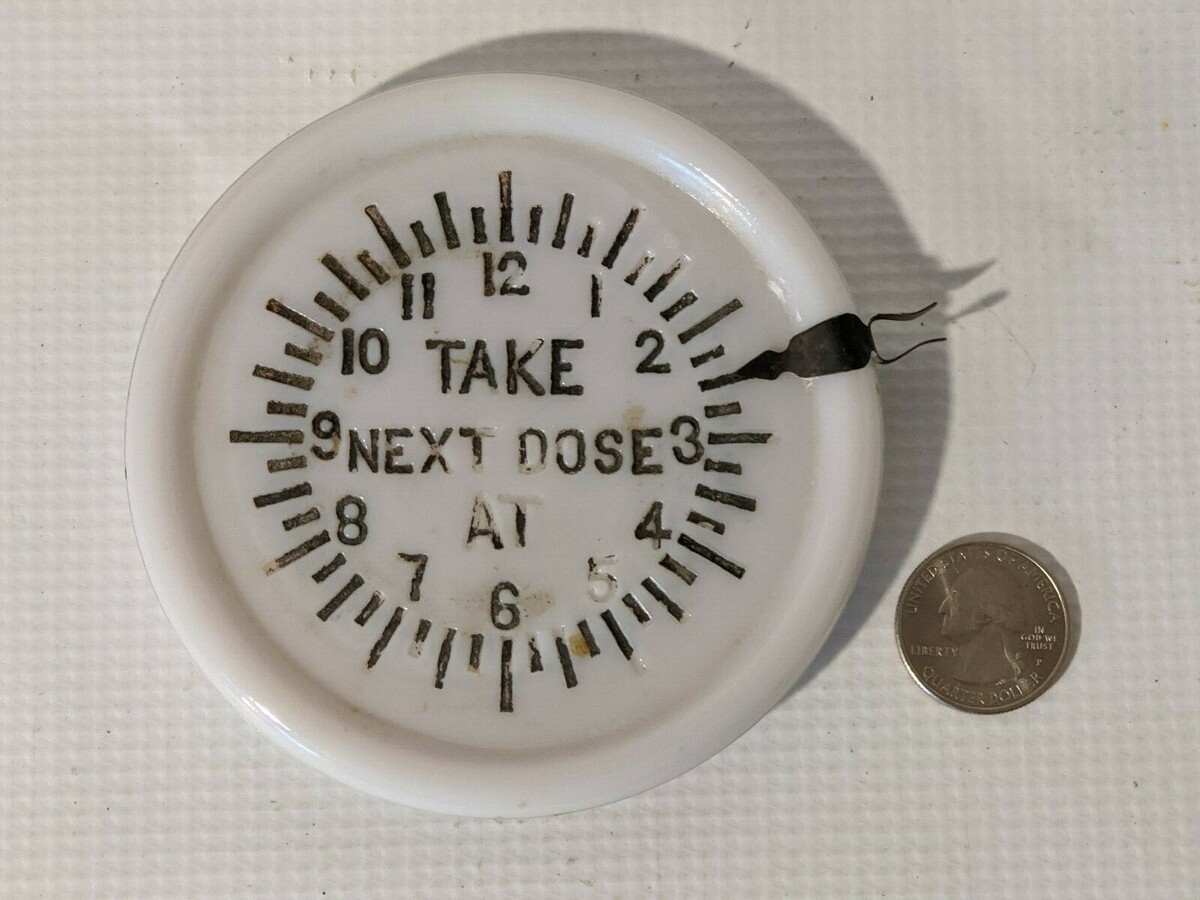 12
11 1
10 2
TAKE
9 NEXT DOSE 3
AT
8 4
7 5
6
UNITED STATES OF AMERICA
LIBERTY
IN
GOD WE
TRUST
P
QUARTER DOLLAR